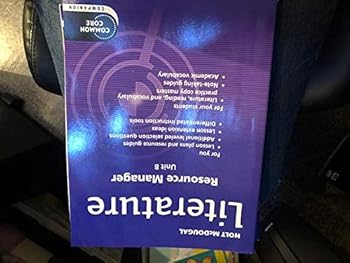 HOLT McDOUGAL
Literature
Resource Manager
Unit 8
For you
• Lesson plans and resource guides
• Additional leveled selection questions
• Lesson extension ideas
• Differentiated instruction tools
For your students
• Literature, reading, and vocabulary
practice copy masters
• Note-taking guides
• Academic vocabulary
COMMON
CORE
COMPANION